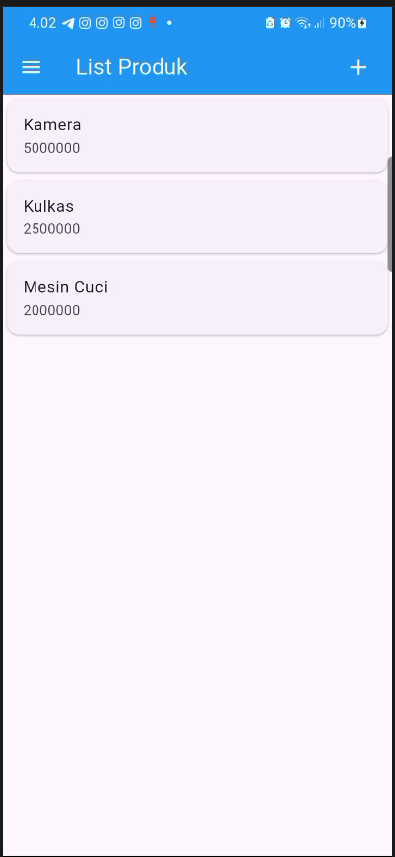 4.02
90%
List Produk
Kamera
5000000
Kulkas
2500000
Mesin Cuci
2000000